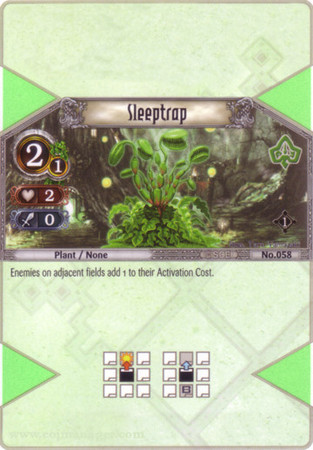 Sleeptrap
2
1
2
0
Plant / None
No.058
Enemies on adjacent fields add 1 to their Activation Cost.
B